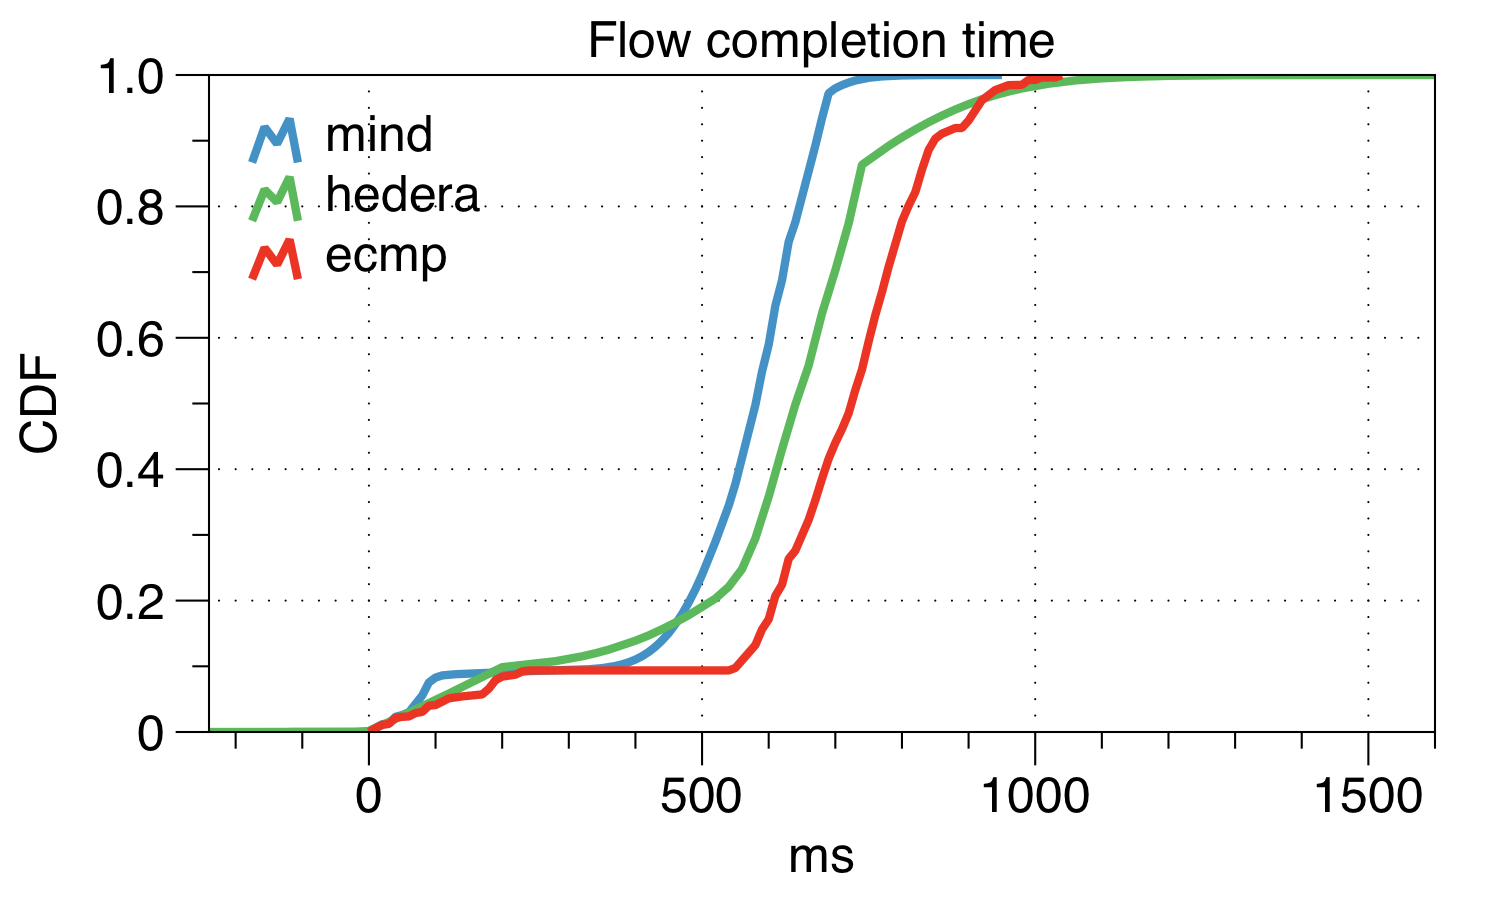 Flow completion time
1.0
0.8
0.6
0.4
0.2
0
CDF
mind
hedera
ecmp
0 500 1000 1500
ms